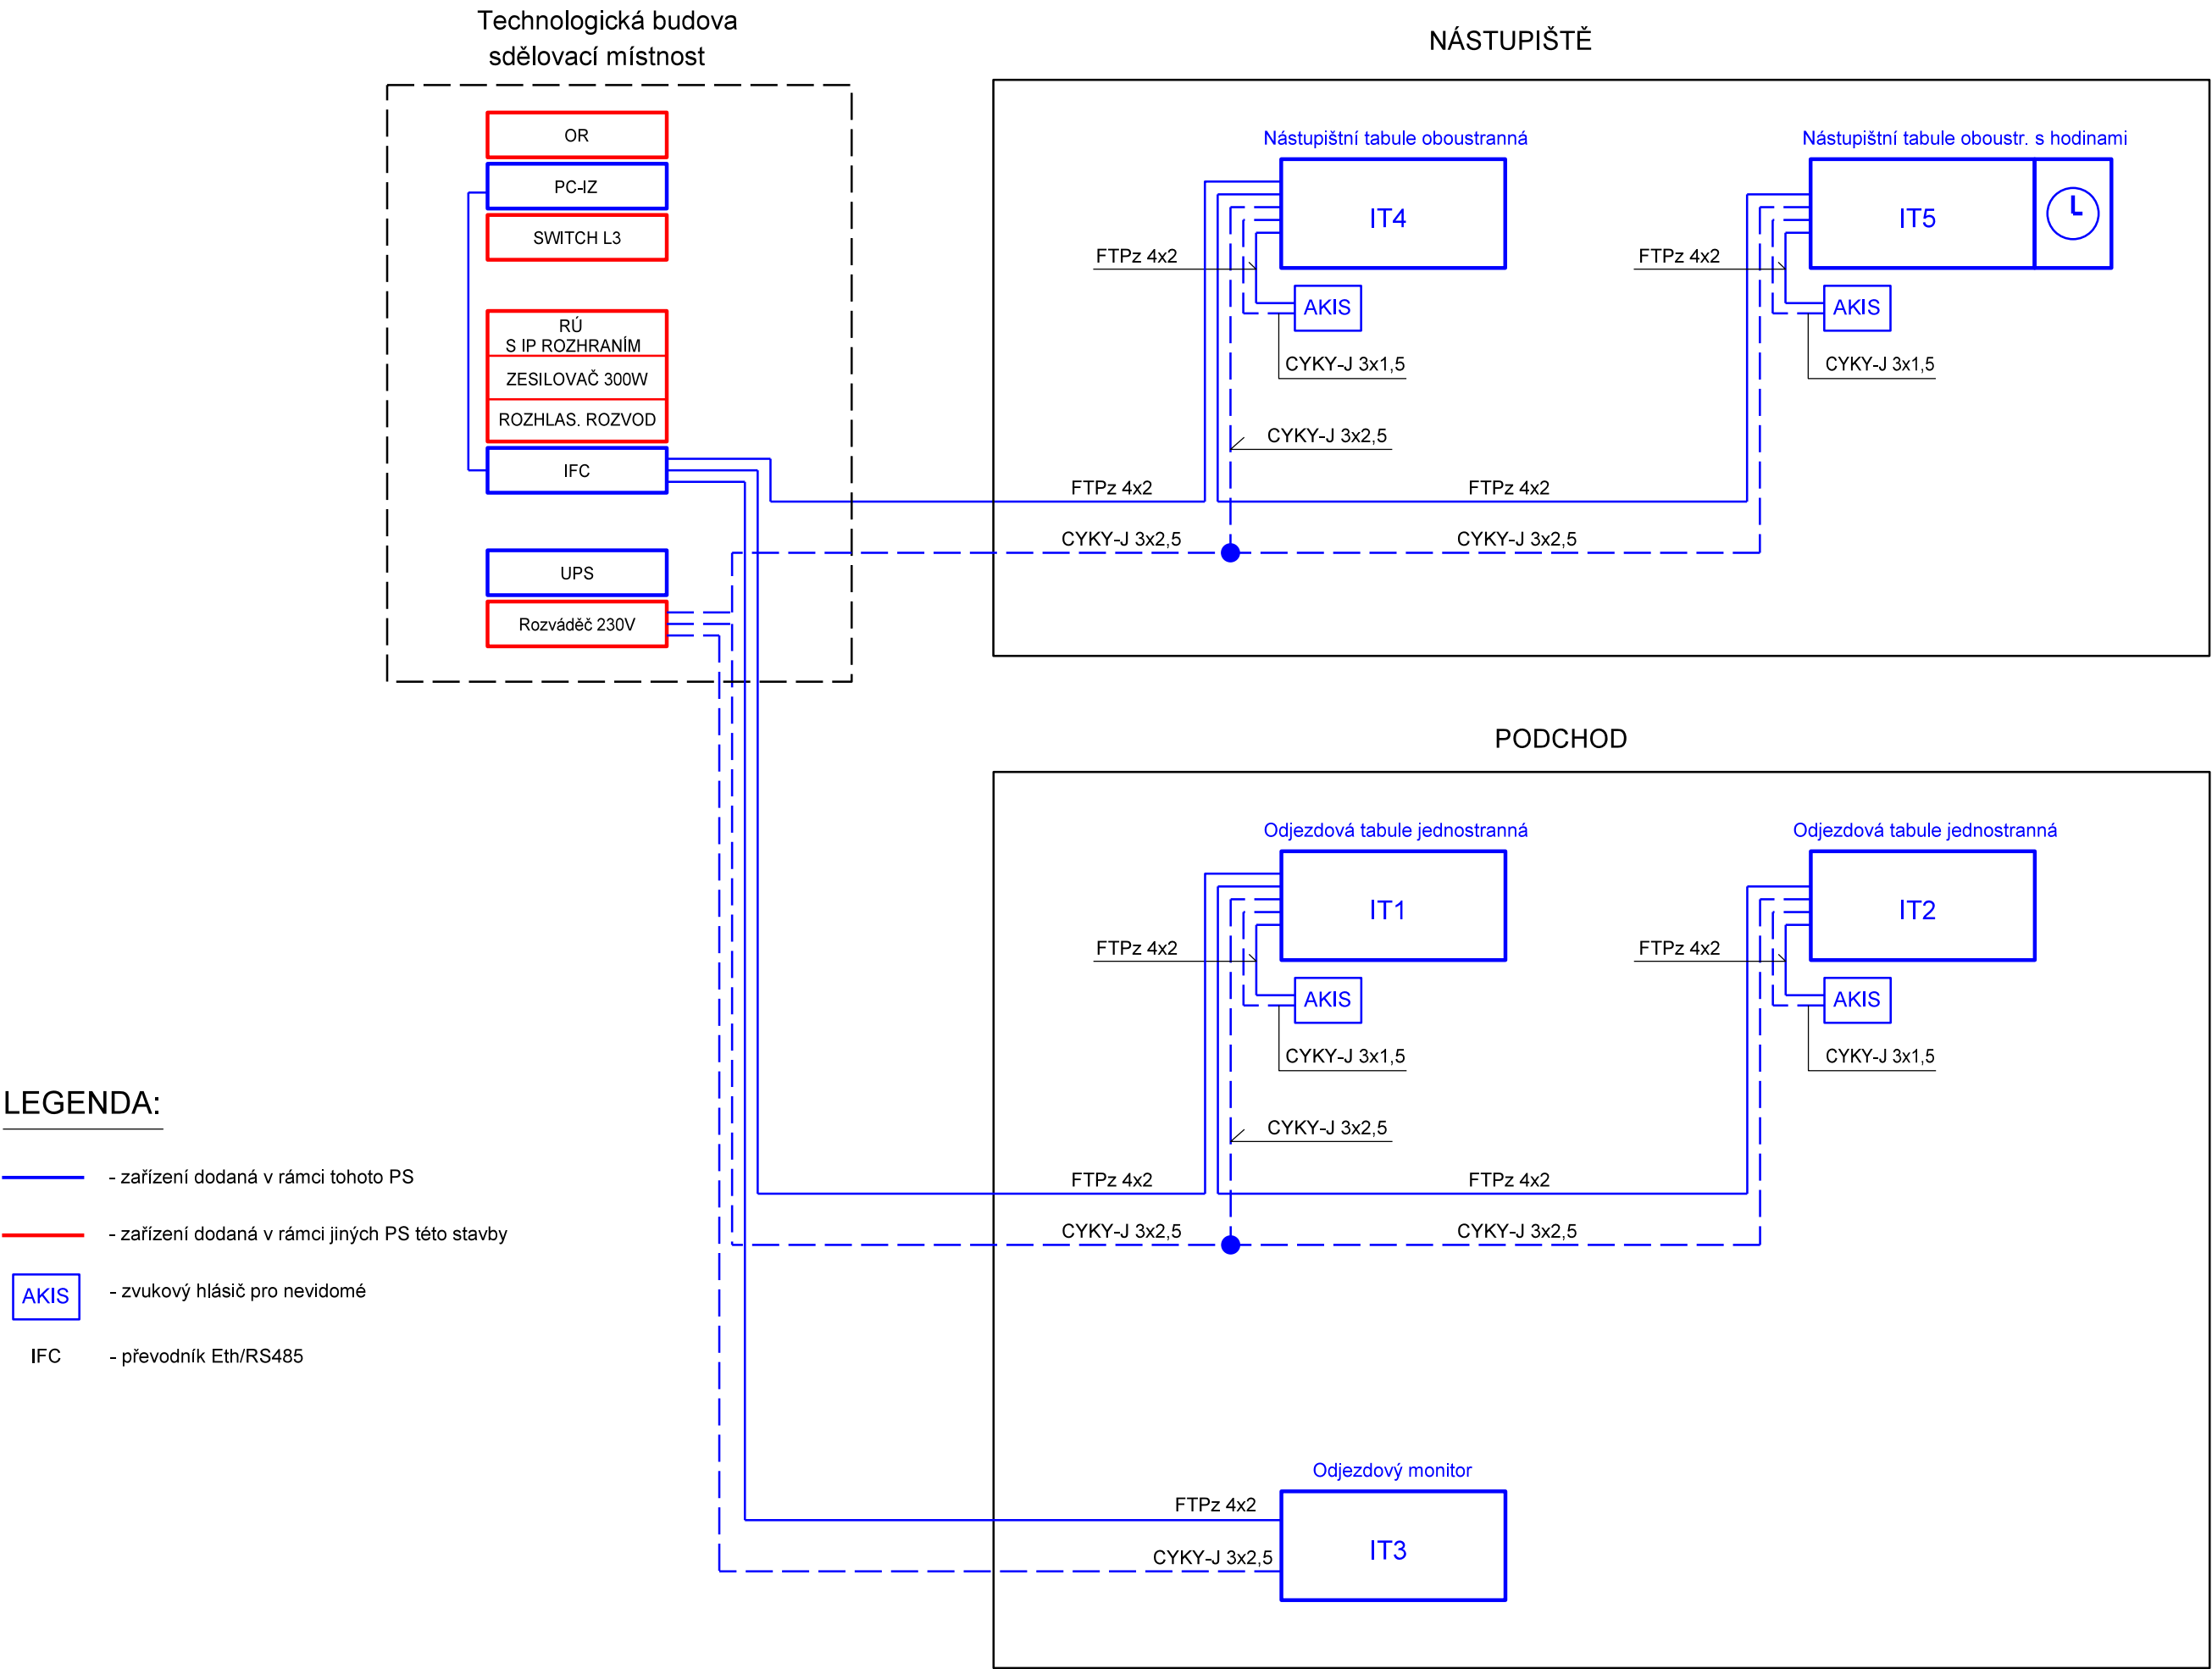 Technologická budova
sdělovací místnost
OR
PC-IZ
SWITCH L3
RÚ
S IP ROZHRANÍM
ZESILOVAČ 300W
ROZHLAS. ROZVOD
IFC
UPS
Rozváděč 230V
NÁSTUPIŠTĚ
Nástupištní tabule oboustranná
Nástupištní tabule oboustr. s hodinami
IT4
IT5
FTPz 4x2
FTPz 4x2
AKIS
AKIS
CYKY-J 3x1,5
CYKY-J 3x1,5
CYKY-J 3x2,5
FTPz 4x2
FTPz 4x2
CYKY-J 3x2,5
CYKY-J 3x2,5
PODCHOD
Odjezdová tabule jednostranná
Odjezdová tabule jednostranná
IT1
IT2
FTPz 4x2
FTPz 4x2
AKIS
AKIS
CYKY-J 3x1,5
CYKY-J 3x1,5
CYKY-J 3x2,5
FTPz 4x2
FTPz 4x2
CYKY-J 3x2,5
CYKY-J 3x2,5
Odjezdový monitor
FTPz 4x2
IT3
CYKY-J 3x2,5
LEGENDA:
- zařízení dodaná v rámci tohoto PS
- zařízení dodaná v rámci jiných PS této stavby
AKIS - zvukový hlásič pro nevidomé
IFC - převodník Eth/RS485